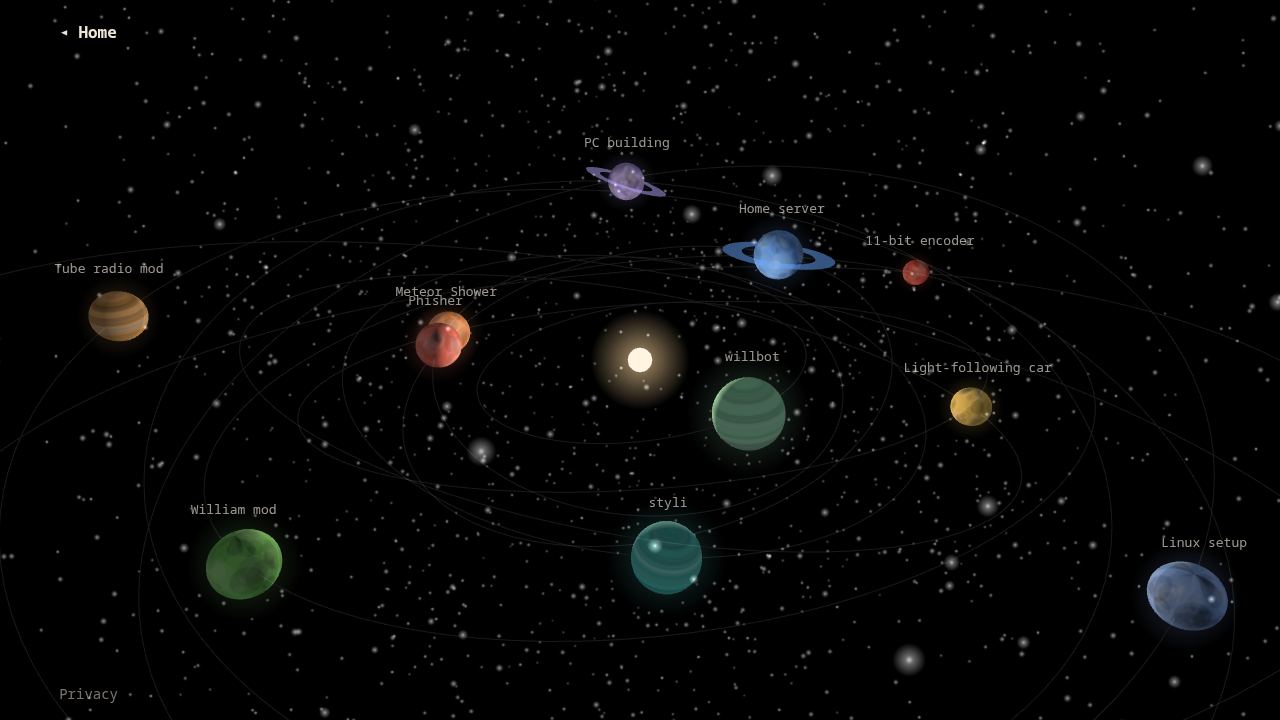 ◂ Home
PC building
Home server
11-bit encoder
Tube radio mod
Meteor Shower
Phisher
willbot
Light-following car
styli
William mod
Linux setup
Privacy